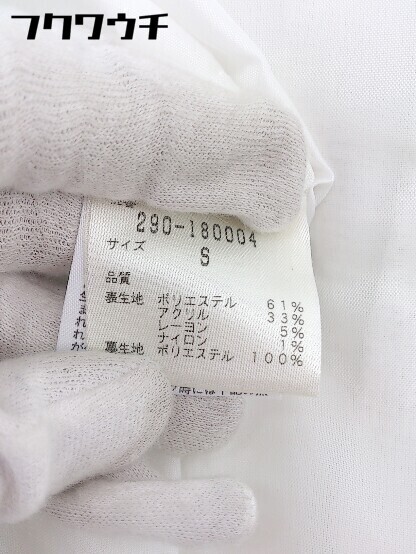 フクワウチ
290-180004
サイズ
S
品質
表生地 ポリエステル 61%
アクリル 33%
レーヨン 5%
ナイロン 1%
裏生地 ポリエステル 100%